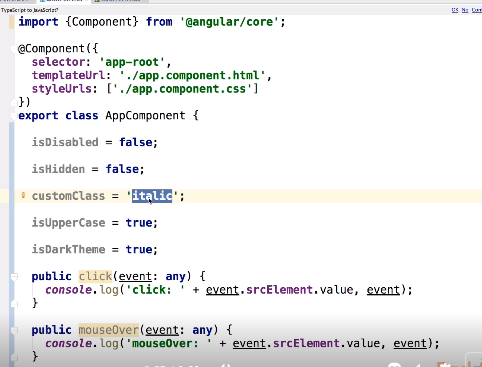 TypeScript to JavaScript?
OK No
import {Component} from '@angular/core';
@Component({
selector: 'app-root',
templateUrl: './app.component.html',
styleUrls: ['./app.component.css']
})
export class AppComponent {
isDisabled = false;
isHidden = false;
customClass = 'italic';
isUpperCase = true;
isDarkTheme = true;
public click(event: any) {
console.log('click: ' + event.srcElement.value, event);
}
public mouseOver(event: any) {
console.log('mouseOver: ' + event.srcElement.value, event);
}